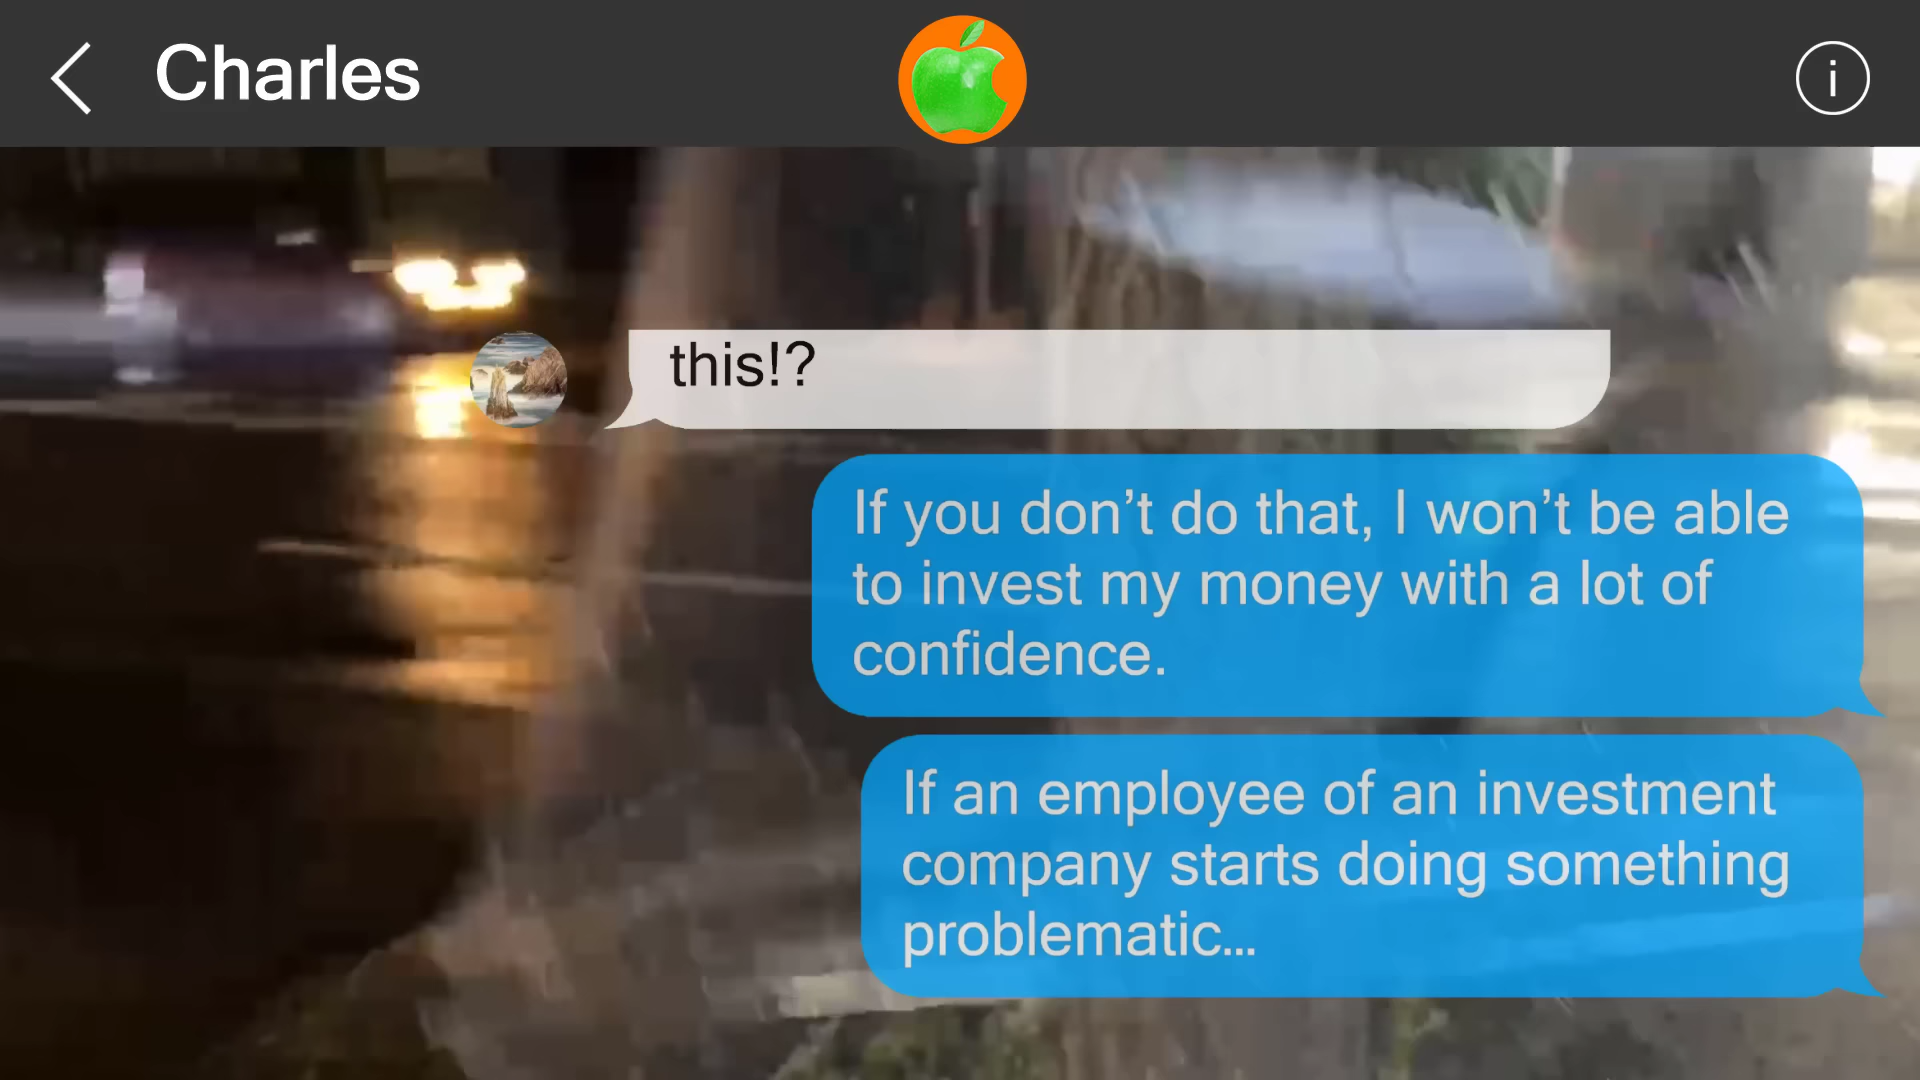 Charles
i
this!?
If you don’t do that, I won’t be able
to invest my money with a lot of
confidence.
If an employee of an investment
company starts doing something
problematic...